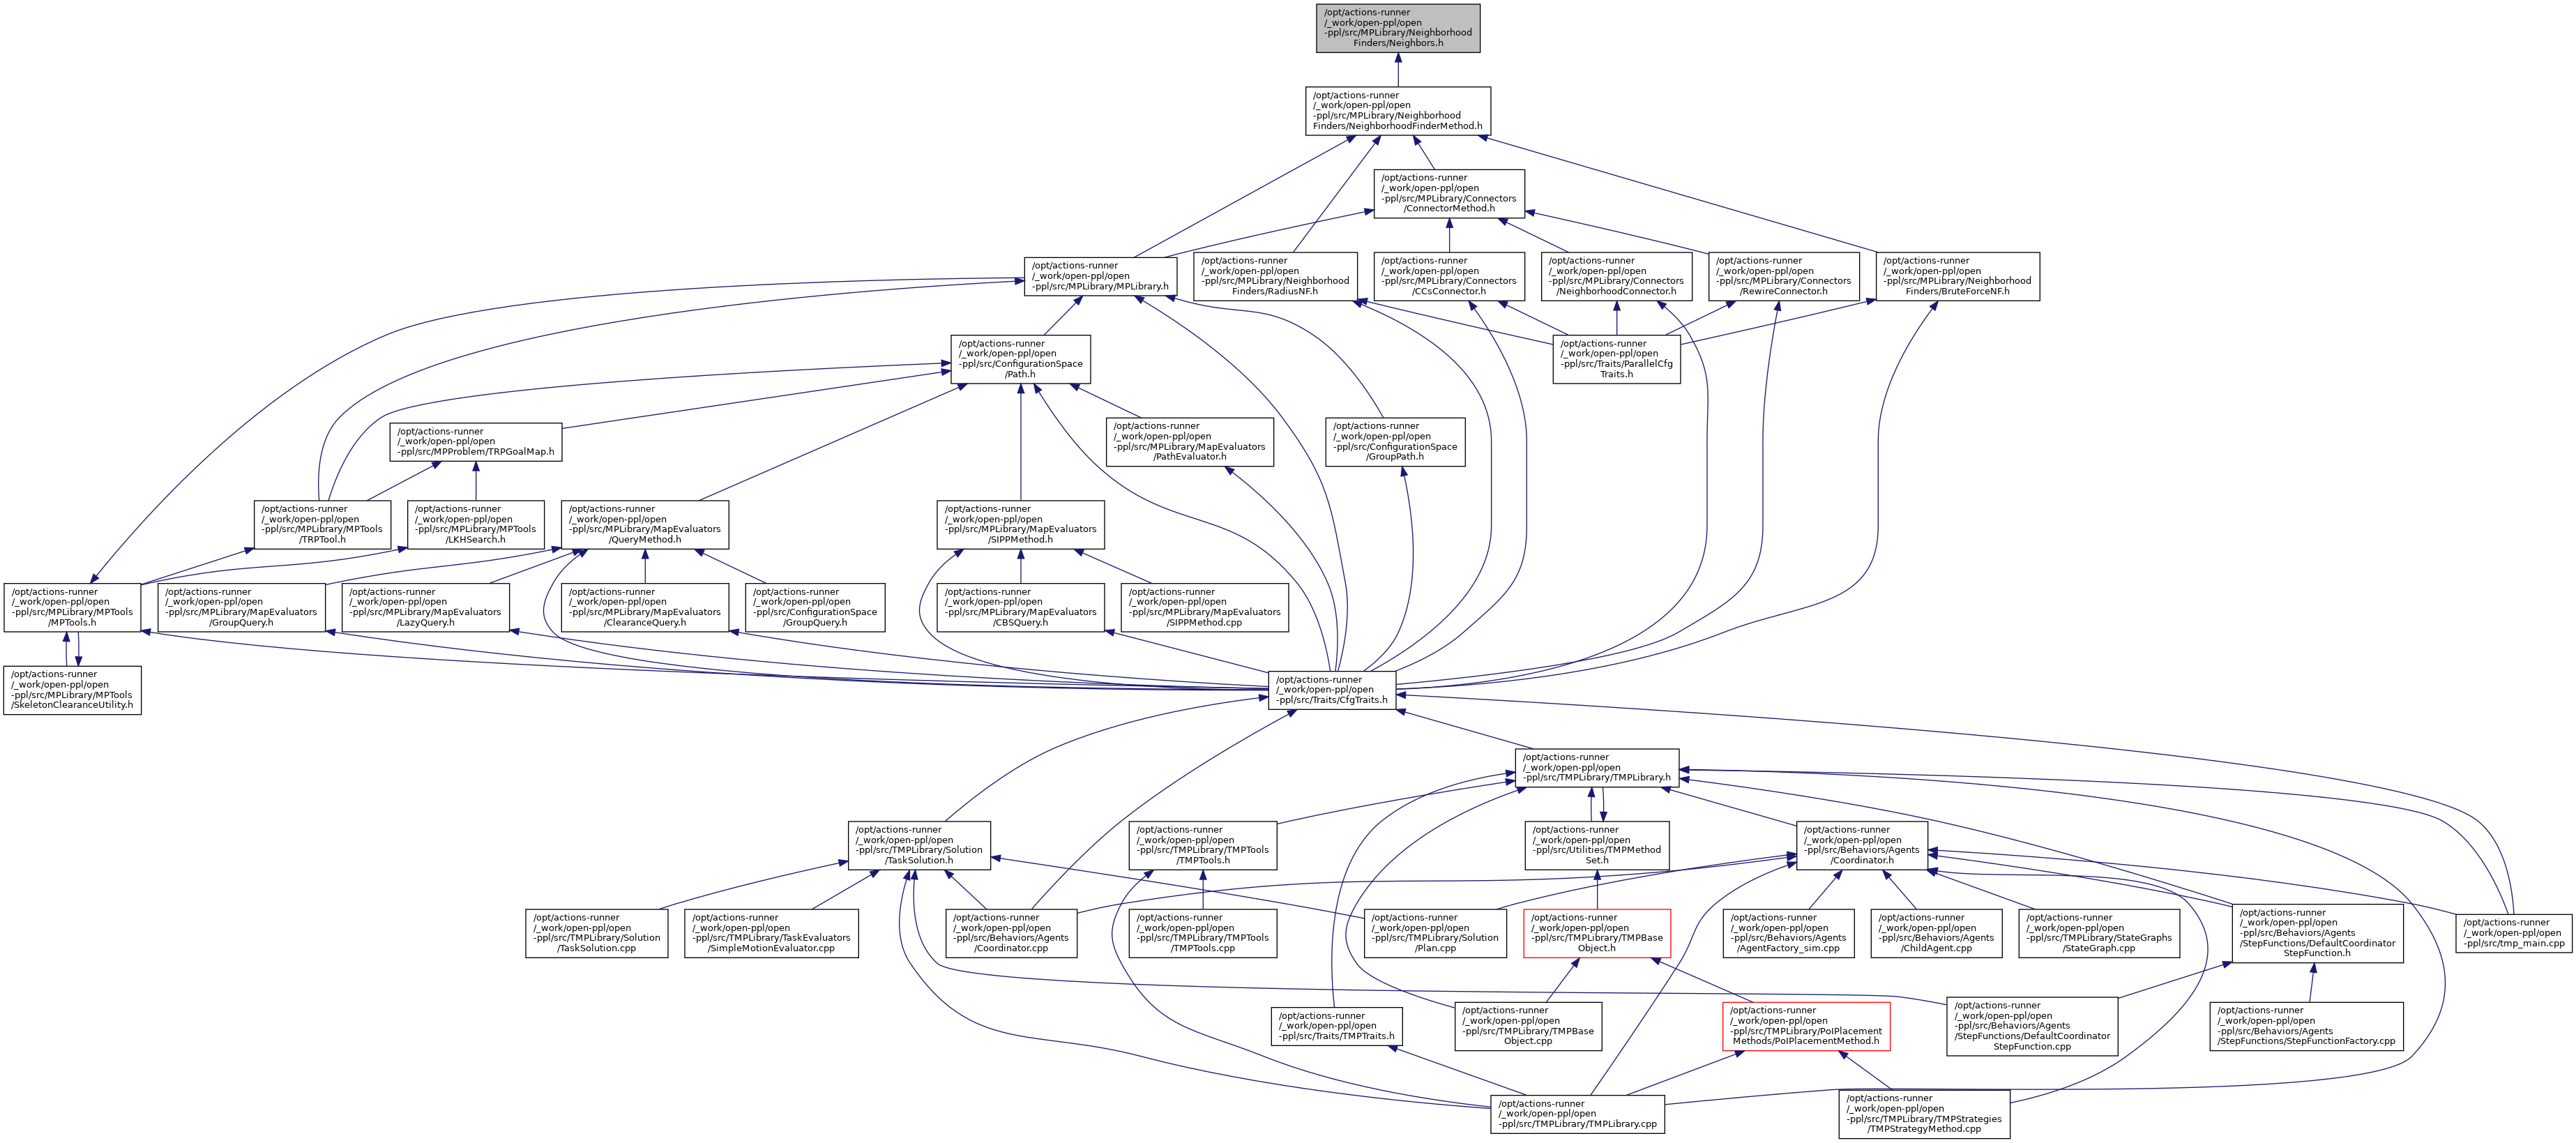 /opt/actions-runner
/_work/open-ppl/open
-ppl/src/MPLibrary/Neighborhood
Finders/Neighbors.h
/opt/actions-runner
/_work/open-ppl/open
-ppl/src/MPLibrary/Neighborhood
Finders/NeighborhoodFinderMethod.h
/opt/actions-runner
/_work/open-ppl/open
-ppl/src/MPLibrary/Connectors
/ConnectorMethod.h
/opt/actions-runner
/_work/open-ppl/open
-ppl/src/MPLibrary/MPLibrary.h
/opt/actions-runner
/_work/open-ppl/open
-ppl/src/MPLibrary/Neighborhood
Finders/RadiusNF.h
/opt/actions-runner
/_work/open-ppl/open
-ppl/src/MPLibrary/Connectors
/CCsConnector.h
/opt/actions-runner
/_work/open-ppl/open
-ppl/src/MPLibrary/Connectors
/NeighborhoodConnector.h
/opt/actions-runner
/_work/open-ppl/open
-ppl/src/MPLibrary/Connectors
/RewireConnector.h
/opt/actions-runner
/_work/open-ppl/open
-ppl/src/MPLibrary/Neighborhood
Finders/BruteForceNF.h
/opt/actions-runner
/_work/open-ppl/open
-ppl/src/ConfigurationSpace
/Path.h
/opt/actions-runner
/_work/open-ppl/open
-ppl/src/Traits/ParallelCfg
Traits.h
/opt/actions-runner
/_work/open-ppl/open
-ppl/src/MPProblem/TRPGoalMap.h
/opt/actions-runner
/_work/open-ppl/open
-ppl/src/MPLibrary/MapEvaluators
/PathEvaluator.h
/opt/actions-runner
/_work/open-ppl/open
-ppl/src/ConfigurationSpace
/GroupPath.h
/opt/actions-runner
/_work/open-ppl/open
-ppl/src/MPLibrary/MPTools
/TRPTool.h
/opt/actions-runner
/_work/open-ppl/open
-ppl/src/MPLibrary/MPTools
/LKHSearch.h
/opt/actions-runner
/_work/open-ppl/open
-ppl/src/MPLibrary/MapEvaluators
/QueryMethod.h
/opt/actions-runner
/_work/open-ppl/open
-ppl/src/MPLibrary/MapEvaluators
/SIPPMethod.h
/opt/actions-runner
/_work/open-ppl/open
-ppl/src/MPLibrary/MPTools
/MPTools.h
/opt/actions-runner
/_work/open-ppl/open
-ppl/src/MPLibrary/MapEvaluators
/GroupQuery.h
/opt/actions-runner
/_work/open-ppl/open
-ppl/src/MPLibrary/MapEvaluators
/LazyQuery.h
/opt/actions-runner
/_work/open-ppl/open
-ppl/src/MPLibrary/MapEvaluators
/ClearanceQuery.h
/opt/actions-runner
/_work/open-ppl/open
-ppl/src/ConfigurationSpace
/GroupQuery.h
/opt/actions-runner
/_work/open-ppl/open
-ppl/src/MPLibrary/MapEvaluators
/CBSQuery.h
/opt/actions-runner
/_work/open-ppl/open
-ppl/src/MPLibrary/MapEvaluators
/SIPPMethod.cpp
/opt/actions-runner
/_work/open-ppl/open
-ppl/src/MPLibrary/MPTools
/SkeletonClearanceUtility.h
/opt/actions-runner
/_work/open-ppl/open
-ppl/src/Traits/CfgTraits.h
/opt/actions-runner
/_work/open-ppl/open
-ppl/src/TMPLibrary/TMPLibrary.h
/opt/actions-runner
/_work/open-ppl/open
-ppl/src/TMPLibrary/Solution
/TaskSolution.h
/opt/actions-runner
/_work/open-ppl/open
-ppl/src/TMPLibrary/TMPTools
/TMPTools.h
/opt/actions-runner
/_work/open-ppl/open
-ppl/src/Utilities/TMPMethod
Set.h
/opt/actions-runner
/_work/open-ppl/open
-ppl/src/Behaviors/Agents
/Coordinator.h
/opt/actions-runner
/_work/open-ppl/open
-ppl/src/TMPLibrary/Solution
/TaskSolution.cpp
/opt/actions-runner
/_work/open-ppl/open
-ppl/src/TMPLibrary/TaskEvaluators
/SimpleMotionEvaluator.cpp
/opt/actions-runner
/_work/open-ppl/open
-ppl/src/Behaviors/Agents
/Coordinator.cpp
/opt/actions-runner
/_work/open-ppl/open
-ppl/src/TMPLibrary/TMPTools
/TMPTools.cpp
/opt/actions-runner
/_work/open-ppl/open
-ppl/src/TMPLibrary/Solution
/Plan.cpp
/opt/actions-runner
/_work/open-ppl/open
-ppl/src/TMPLibrary/TMPBase
Object.h
/opt/actions-runner
/_work/open-ppl/open
-ppl/src/Behaviors/Agents
/AgentFactory_sim.cpp
/opt/actions-runner
/_work/open-ppl/open
-ppl/src/Behaviors/Agents
/ChildAgent.cpp
/opt/actions-runner
/_work/open-ppl/open
-ppl/src/TMPLibrary/StateGraphs
/StateGraph.cpp
/opt/actions-runner
/_work/open-ppl/open
-ppl/src/Behaviors/Agents
/StepFunctions/DefaultCoordinator
StepFunction.h
/opt/actions-runner
/_work/open-ppl/open
-ppl/src/tmp_main.cpp
/opt/actions-runner
/_work/open-ppl/open
-ppl/src/Traits/TMPTraits.h
/opt/actions-runner
/_work/open-ppl/open
-ppl/src/TMPLibrary/TMPBase
Object.cpp
/opt/actions-runner
/_work/open-ppl/open
-ppl/src/TMPLibrary/PoIPlacement
Methods/PoIPlacementMethod.h
/opt/actions-runner
/_work/open-ppl/open
-ppl/src/Behaviors/Agents
/StepFunctions/DefaultCoordinator
StepFunction.cpp
/opt/actions-runner
/_work/open-ppl/open
-ppl/src/Behaviors/Agents
/StepFunctions/StepFunctionFactory.cpp
/opt/actions-runner
/_work/open-ppl/open
-ppl/src/TMPLibrary/TMPLibrary.cpp
/opt/actions-runner
/_work/open-ppl/open
-ppl/src/TMPLibrary/TMPStrategies
/TMPStrategyMethod.cpp